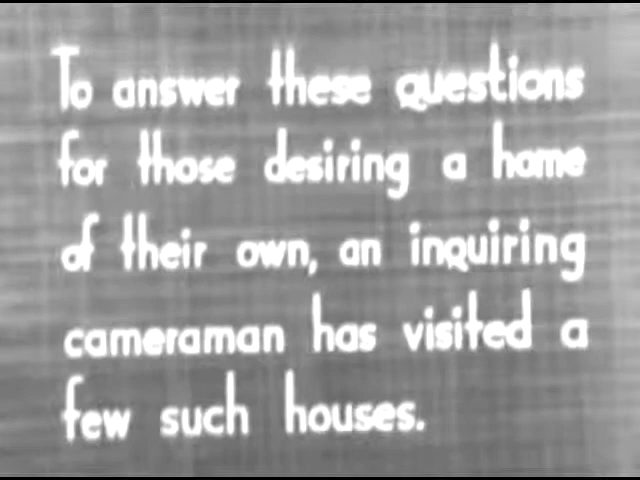 To answer these questions
for those desiring a home
of their own, an inquiring
cameraman has visited a
few such houses.